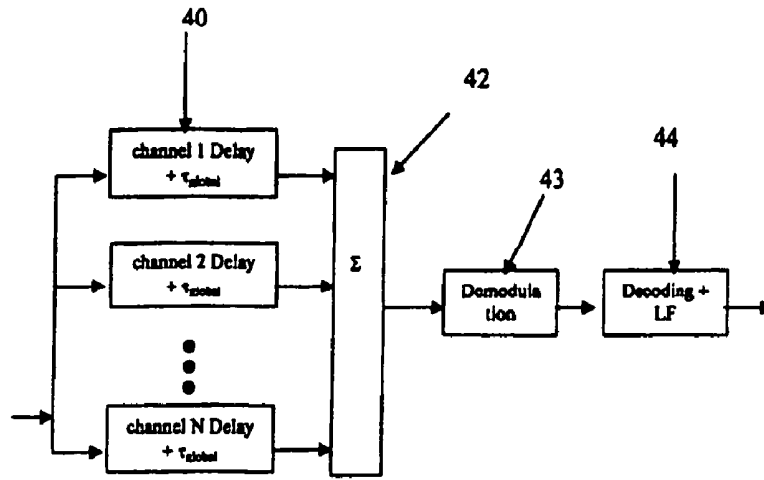 40
42
channel 1 Delay
+ τglobal
44
43
channel 2 Delay
+ τglobal
Σ
Demodula
tion
Decoding +
LF
channel N Delay
+ τglobal